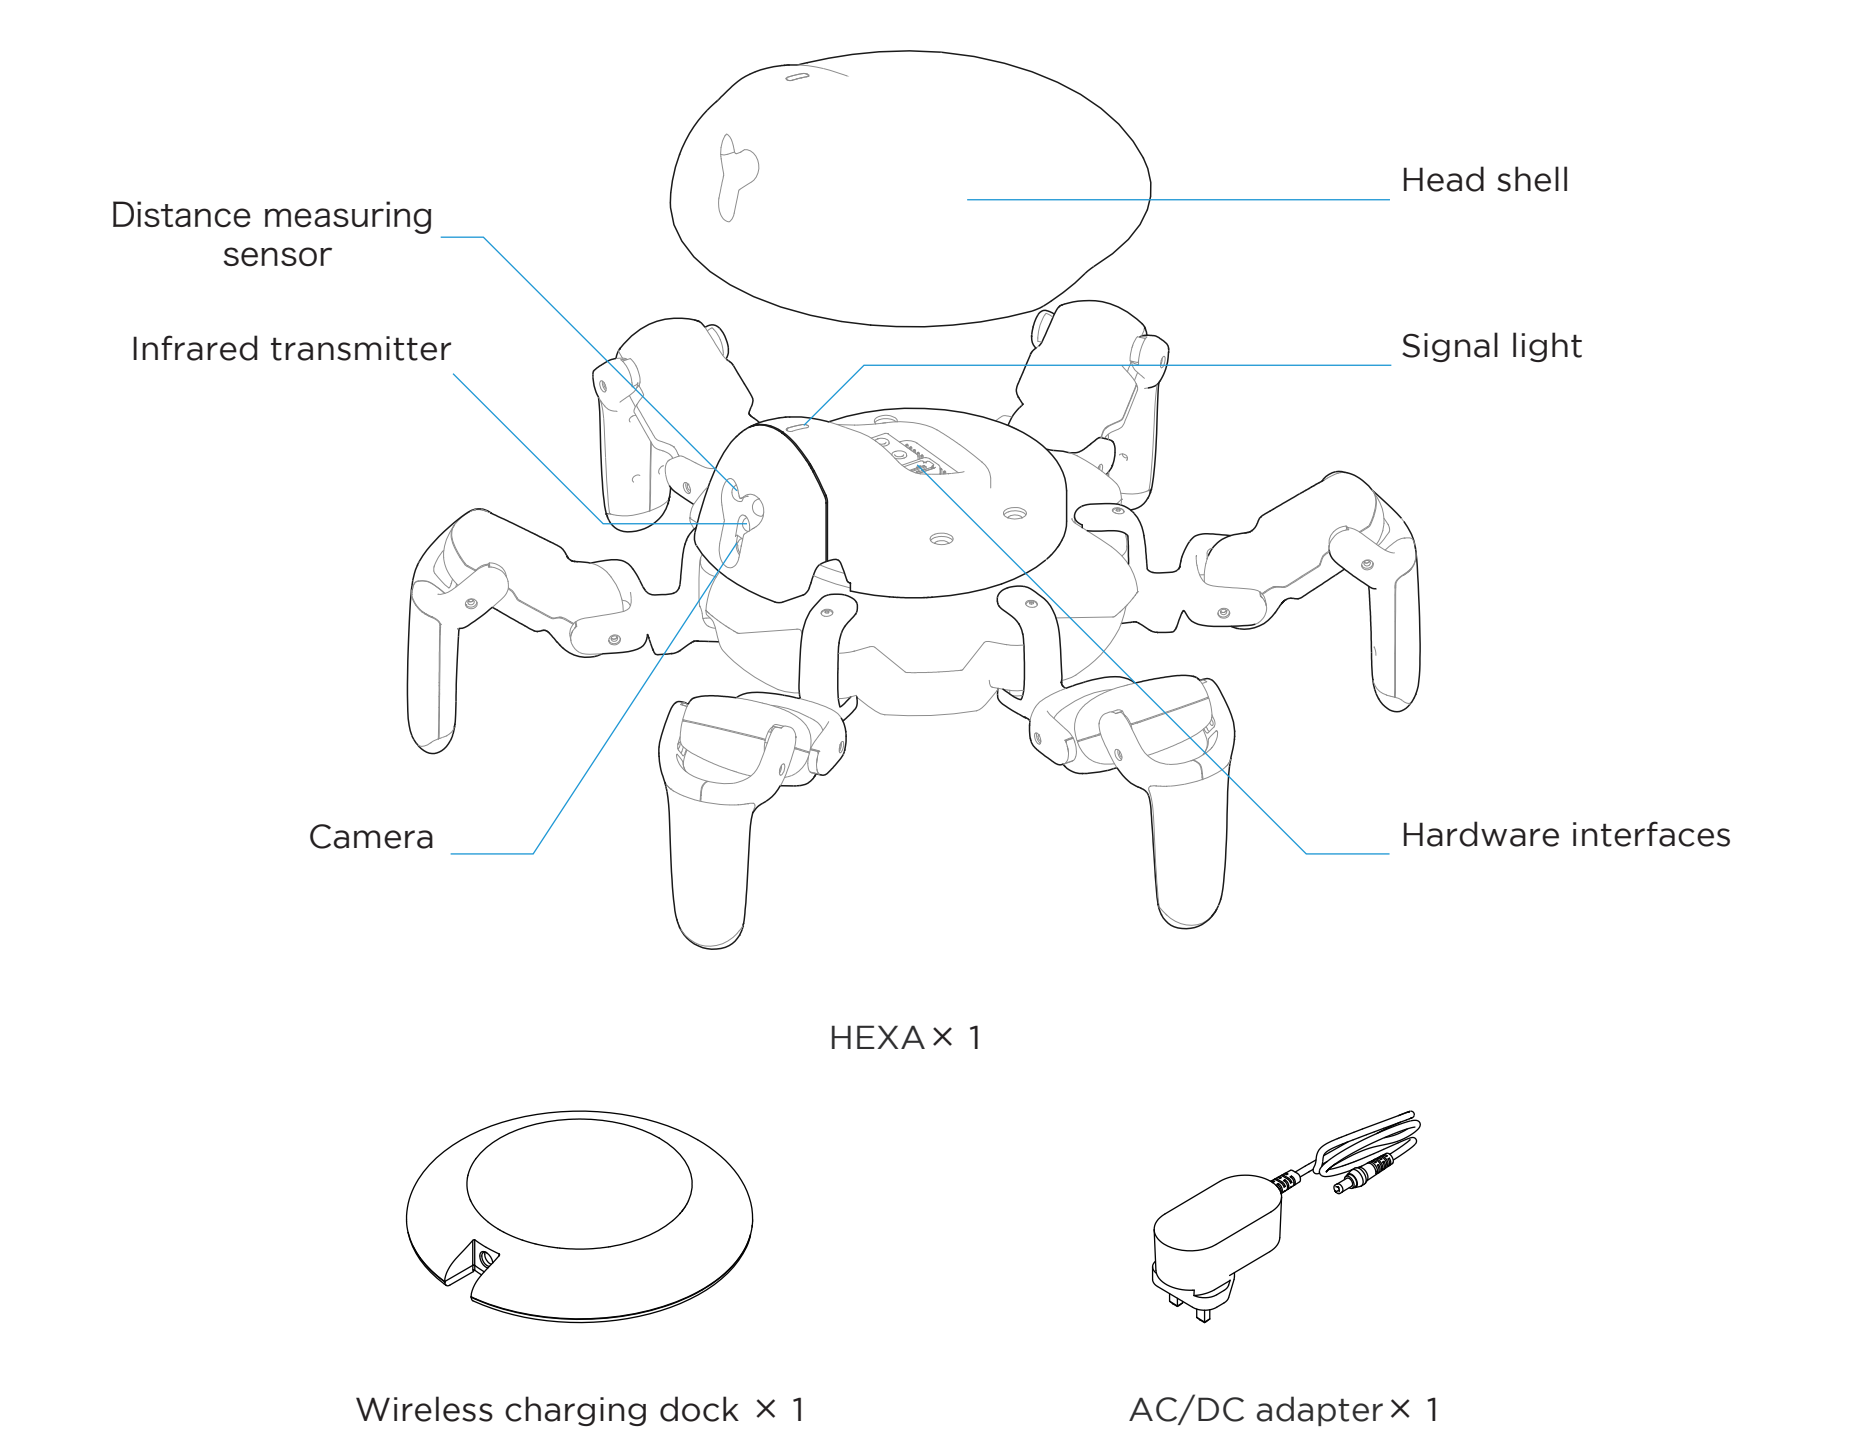 Head shell
Distance measuring
sensor
Infrared transmitter
Signal light
Camera
Hardware interfaces
HEXA× 1
Wireless charging dock × 1
AC/DC adapter× 1